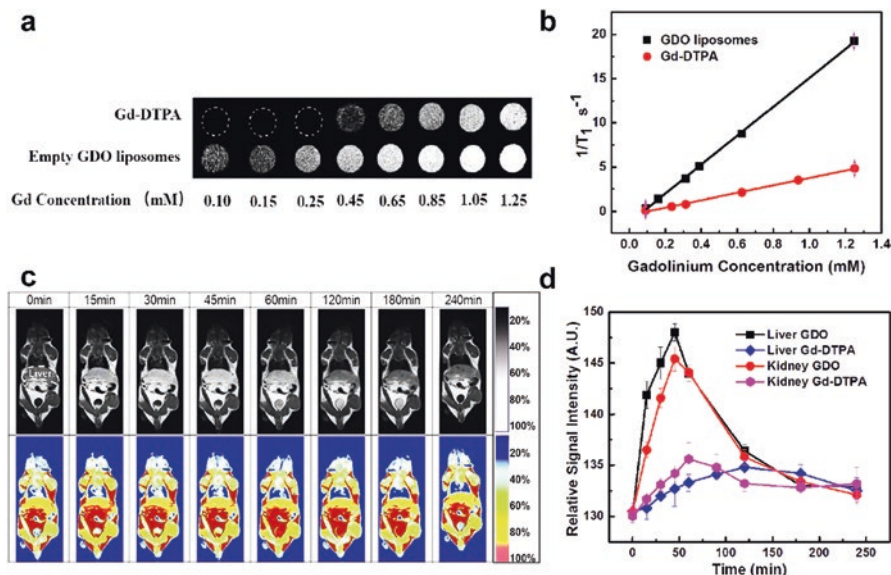 a
Gd-DTPA
Empty GDO liposomes
Gd Concentration (mM)
0.10 0.15 0.25 0.45 0.65 0.85 1.05 1.25
b
GDO liposomes
Gd-DTPA
1/T1 s-1
20
15
10
5
0
0.0 0.2 0.4 0.6 0.8 1.0 1.2 1.4
Gadolinium Concentration (mM)
c
0min 15min 30min 45min 60min 120min 180min 240min
Liver
20%
40%
60%
80%
100%
20%
40%
60%
80%
100%
d
Liver GDO
Liver Gd-DTPA
Kidney GDO
Kidney Gd-DTPA
Relative Signal Intensity (A.U.)
150
145
140
135
130
0 50 100 150 200 250
Time (min)